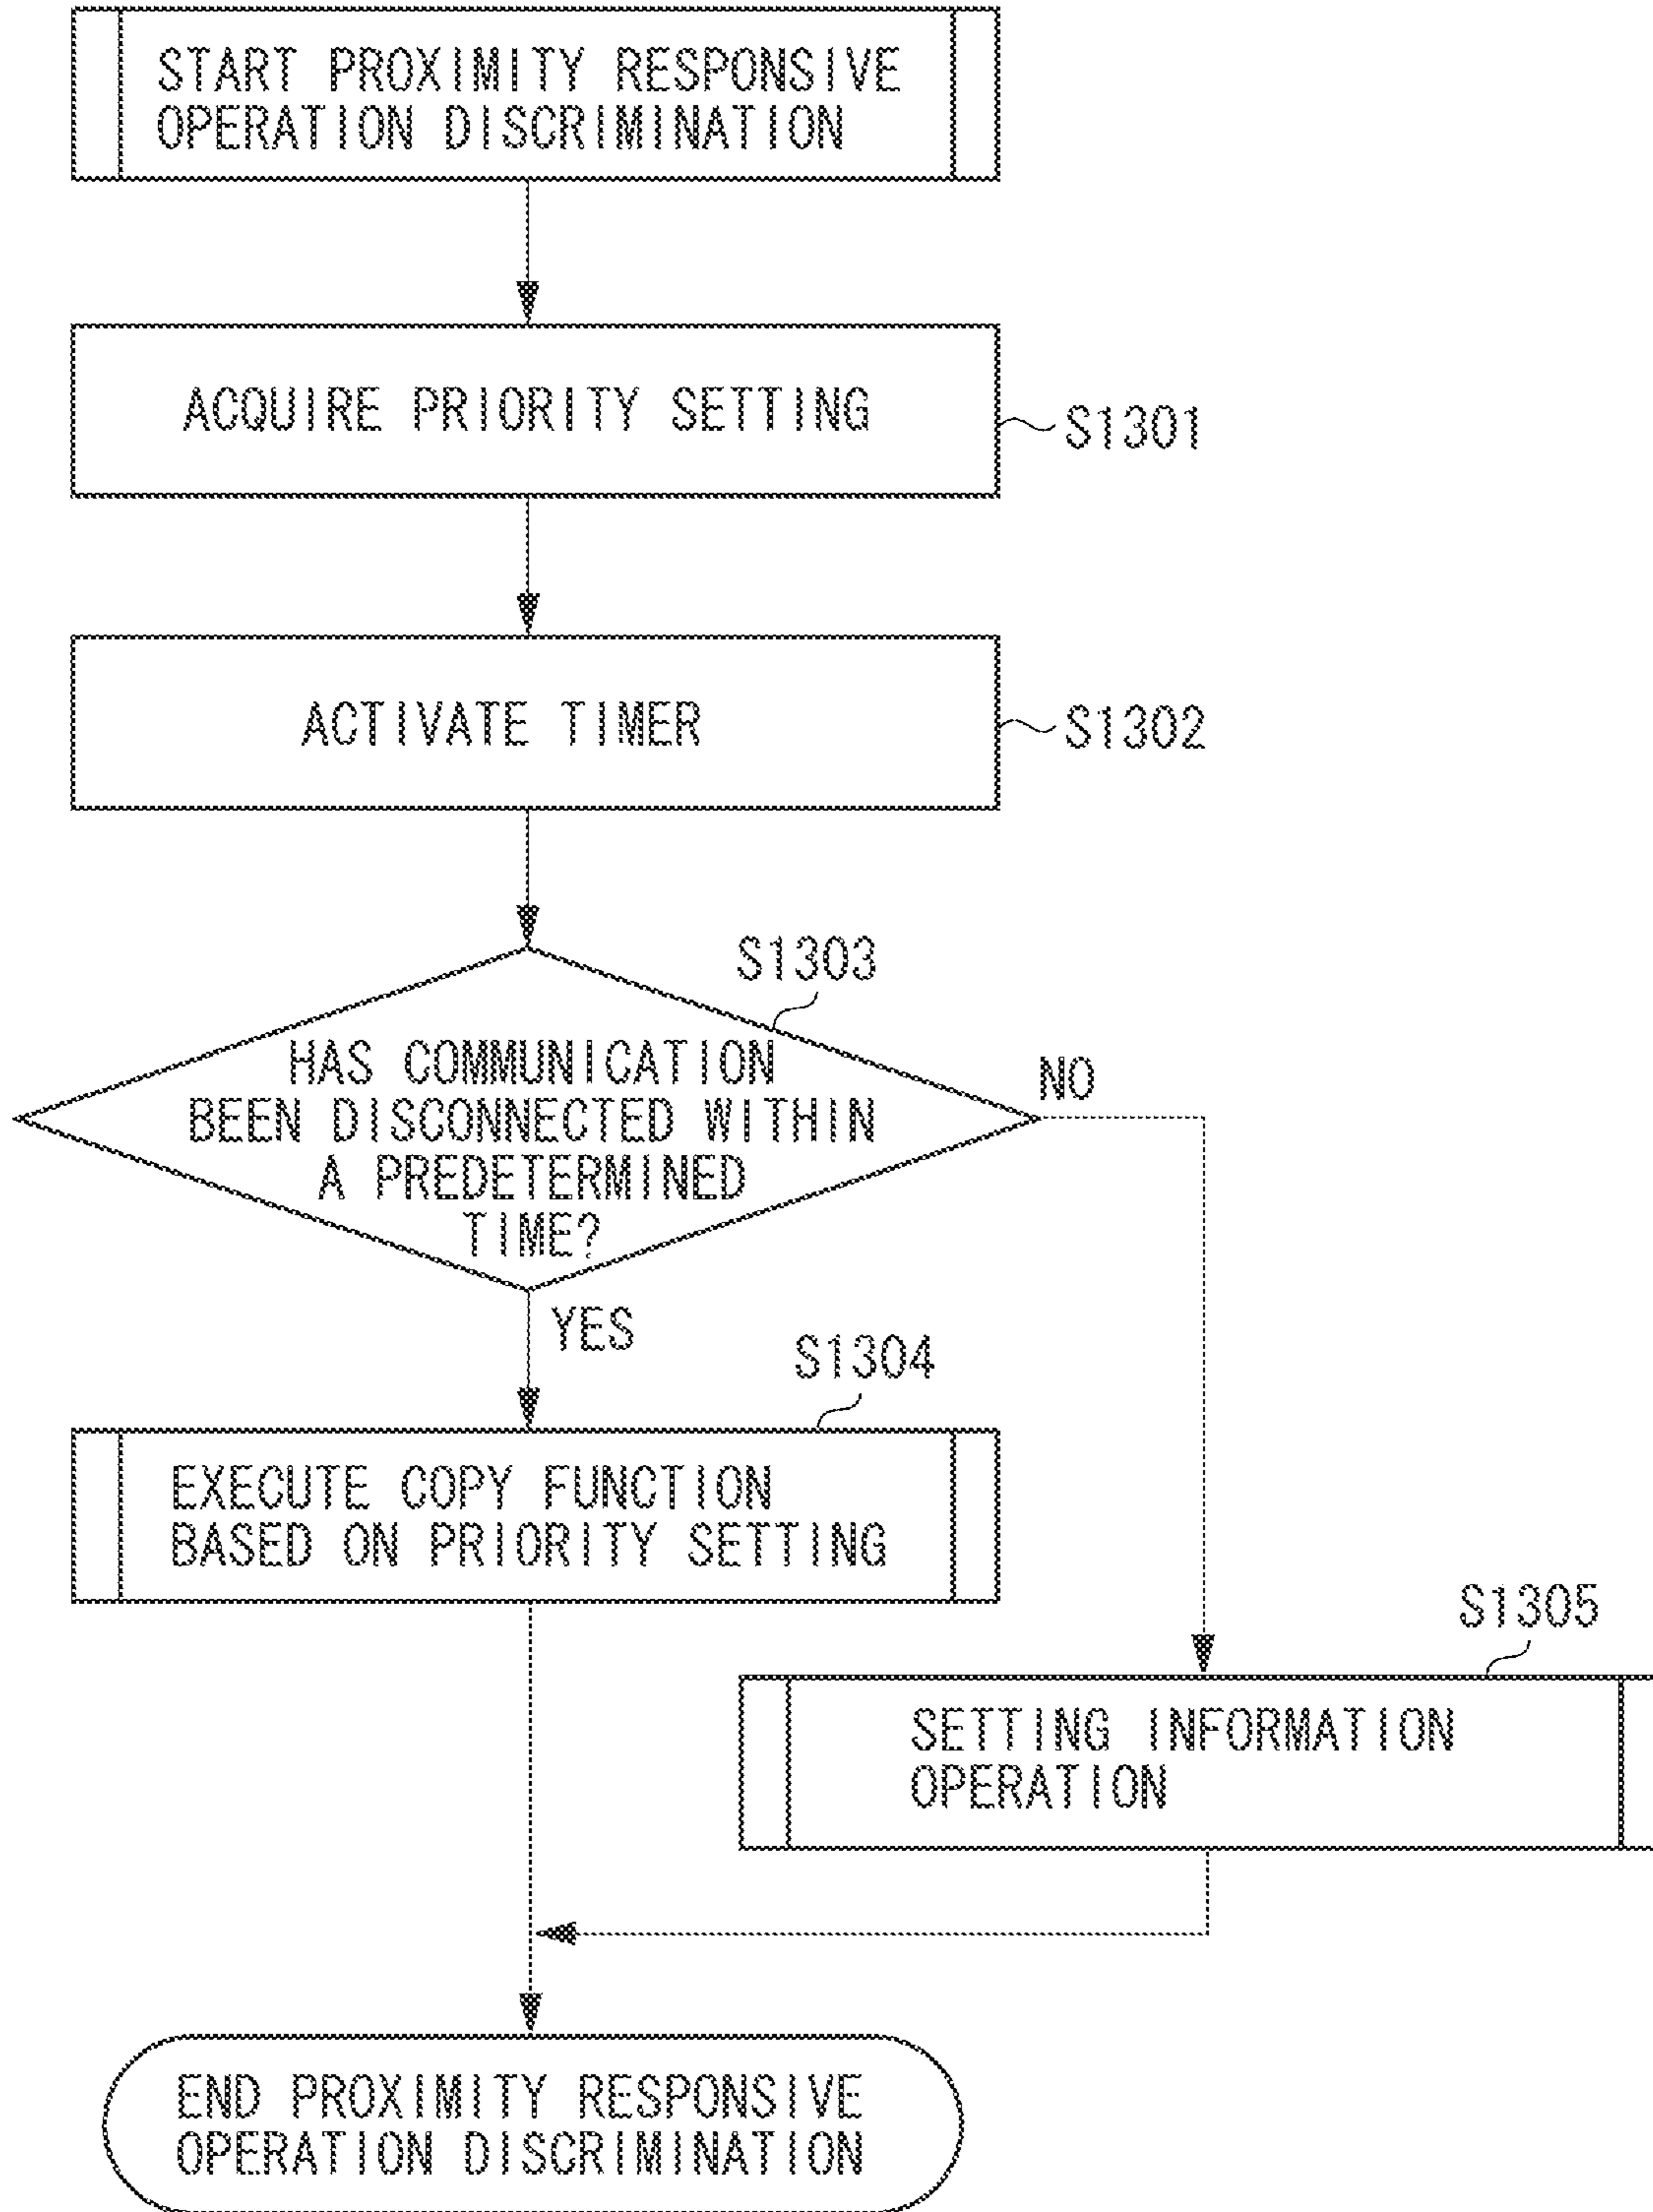 START PROXIMITY RESPONSIVE
OPERATION DISCRIMINATION
ACQUIRE PRIORITY SETTING
S1301
ACTIVATE TIMER
S1302
S1303
HAS COMMUNICATION
BEEN DISCONNECTED WITHIN
A PREDETERMINED
TIME?
NO
YES
S1304
EXECUTE COPY FUNCTION
BASED ON PRIORITY SETTING
S1305
SETTING INFORMATION
OPERATION
END PROXIMITY RESPONSIVE
OPERATION DISCRIMINATION